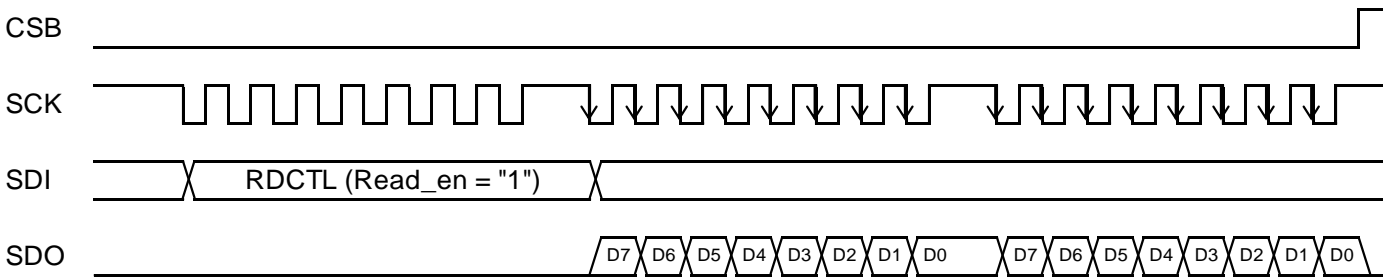 CSB
SCK
SDI RDCTL (Read_en = "1")
SDO D7 D6 D5 D4 D3 D2 D1 D0 D7 D6 D5 D4 D3 D2 D1 D0